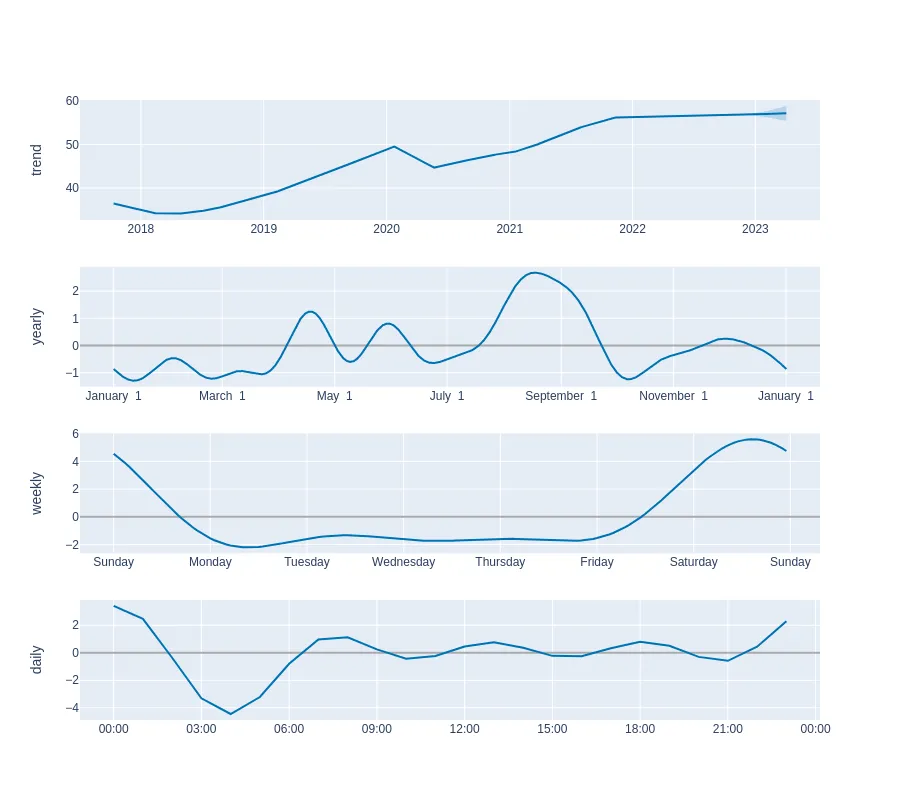 trend
60
50
40
2018 2019 2020 2021 2022 2023
yearly
2
1
0
−1
January 1 March 1 May 1 July 1 September 1 November 1 January 1
weekly
6
4
2
0
−2
Sunday Monday Tuesday Wednesday Thursday Friday Saturday Sunday
daily
2
0
−2
−4
00:00 03:00 06:00 09:00 12:00 15:00 18:00 21:00 00:00